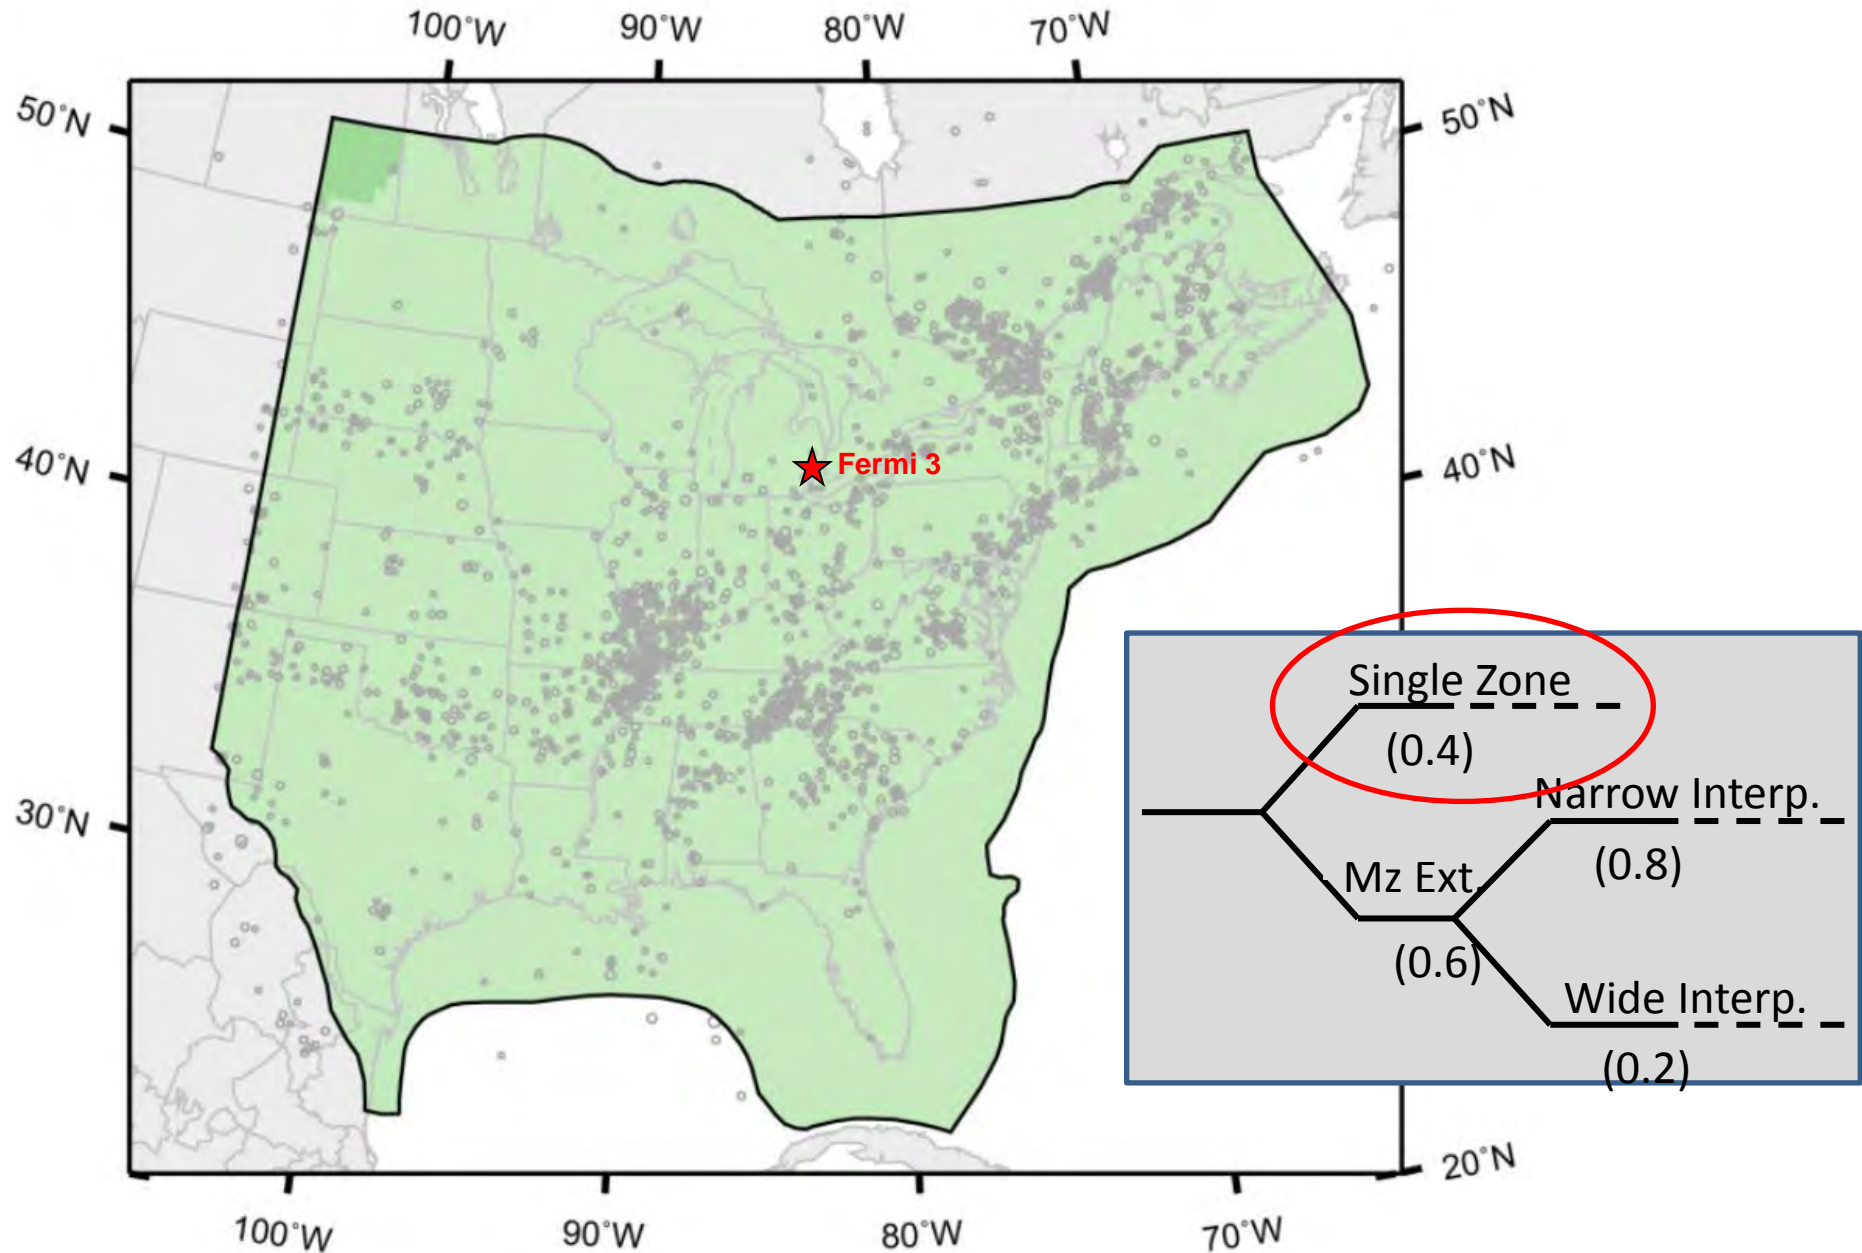 100°W 90°W 80°W 70°W
50°N 50°N
40°N 40°N
Fermi 3
Single Zone
(0.4)
Narrow Interp.
30°N
(0.8)
Mz Ext.
(0.6)
Wide Interp.
(0.2)
20°N
100°W 90°W 80°W 70°W